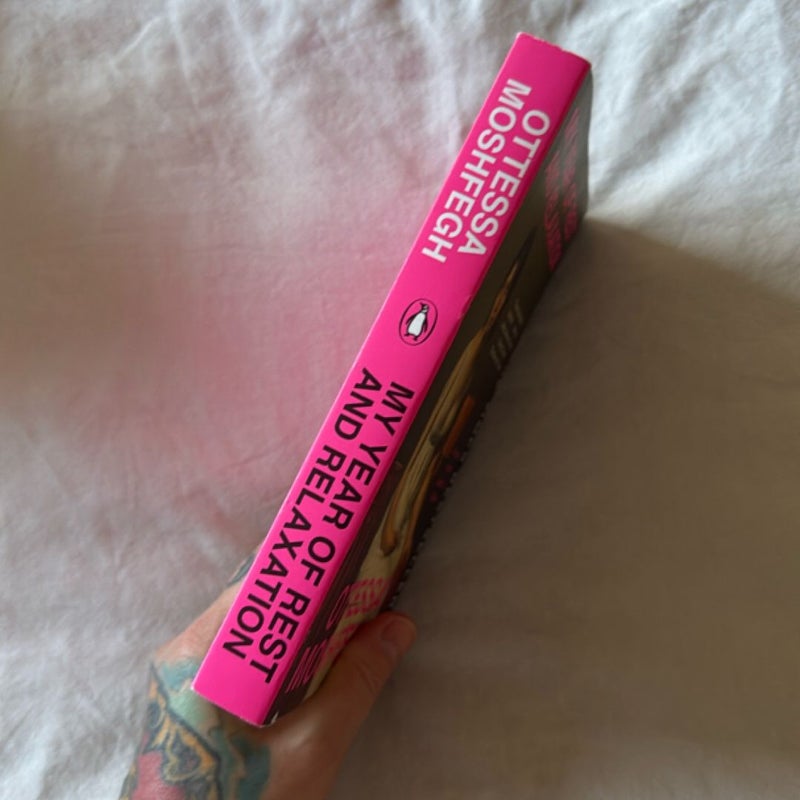 OTTESSA
MOSHFEGH
MY YEAR OF REST
AND RELAXATION